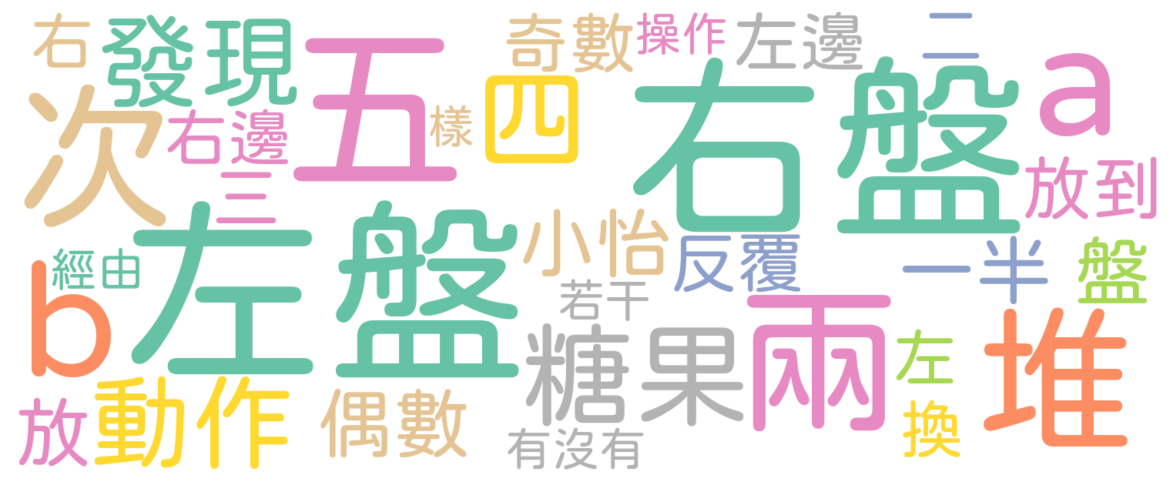 右
發現
奇數
操作
左邊
二
次
右邊
五
樣
四
右盤
a
放到
三
左盤
小怡
反覆
一半
盤
經由
b
若干
糖果
兩
左
堆
放
動作
偶數
有沒有
換